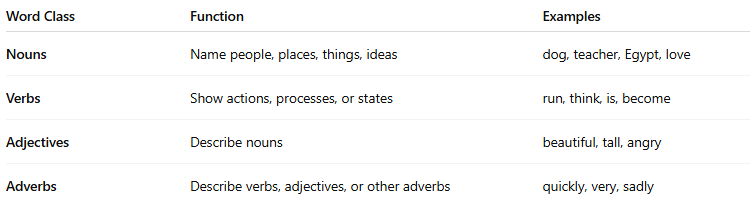 Word Class Function Examples
Nouns Name people, places, things, ideas dog, teacher, Egypt, love
Verbs Show actions, processes, or states run, think, is, become
Adjectives Describe nouns beautiful, tall, angry
Adverbs Describe verbs, adjectives, or other adverbs quickly, very, sadly